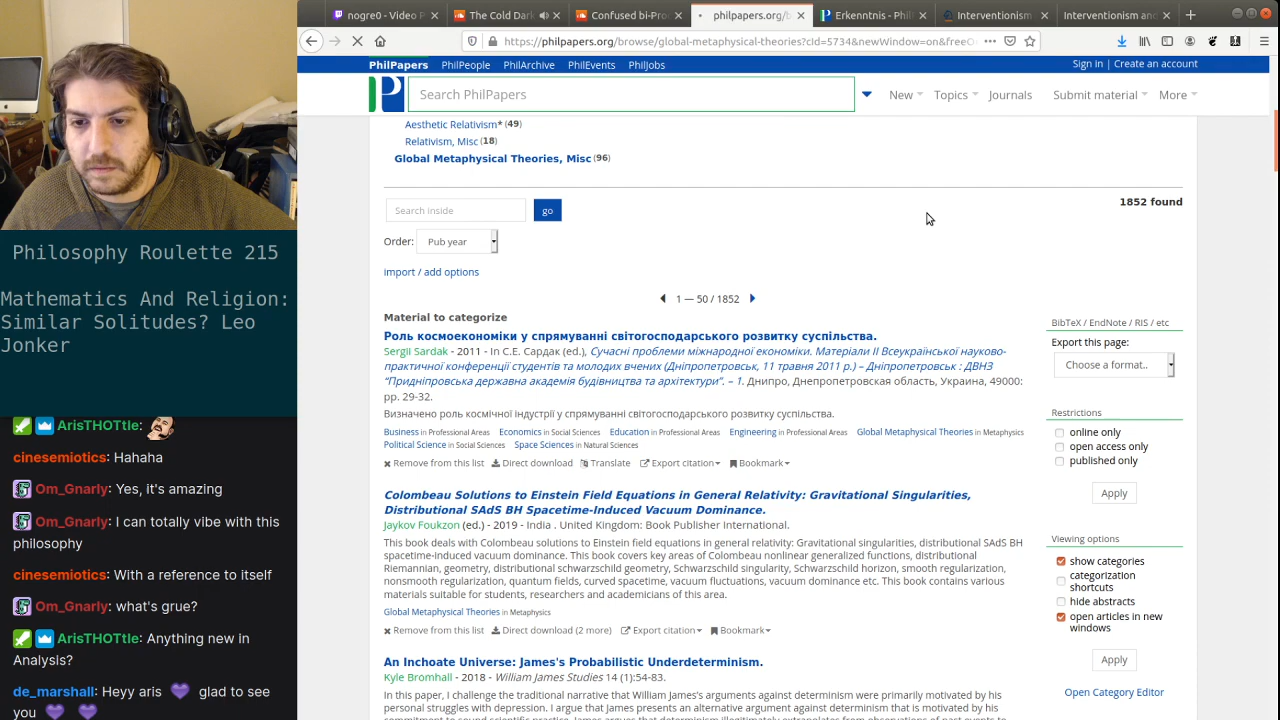 nogre0 - Video P
The Cold Dark
Confused bi-Pro
philpapers.org/b
Erkenntnis - Phil
Interventionism
Interventionism and
https://philpapers.org/browse/global-metaphysical-theories?cId=5734&newWindow=on&freeO
PhilPapers PhilPeople PhilArchive PhilEvents PhilJobs
Sign in | Create an account
Search PhilPapers
New Topics Journals Submit material More
Aesthetic Relativism* (49)
Relativism, Misc (18)
Global Metaphysical Theories, Misc (96)
1852 found
Search inside go
Order: Pub year
import / add options
1 — 50 / 1852
Material to categorize
Роль космоекономіки у спрямуванні світогосподарського розвитку суспільства.
Sergii Sardak - 2011 - In С.Е. Сардак (ed.), Сучасні проблеми міжнародної економіки. Матеріали ІІ Всеукраїнської науково-
практичної конференції студентів та молодих вчених (Дніпропетровськ, 11 травня 2011 р.) – Дніпропетровськ : ДВНЗ
“Придніпровська державна академія будівництва та архітектури”. – 1. Днипро, Днепропетровская область, Украина, 49000:
pp. 29-32.
Визначено роль космічної індустрії у спрямуванні світогосподарського розвитку суспільства.
Business in Professional Areas Economics in Social Sciences Education in Professional Areas Engineering in Professional Areas Global Metaphysical Theories in Metaphysics
Political Science in Social Sciences Space Sciences in Natural Sciences
Remove from this list Direct download Translate Export citation Bookmark
Colombeau Solutions to Einstein Field Equations in General Relativity: Gravitational Singularities,
Distributional SAdS BH Spacetime-Induced Vacuum Dominance.
Jaykov Foukzon (ed.) - 2019 - India . United Kingdom: Book Publisher International.
This book deals with Colombeau solutions to Einstein field equations in general relativity: Gravitational singularities, distributional SAdS BH
spacetime-induced vacuum dominance. This book covers key areas of Colombeau nonlinear generalized functions, distributional
Riemannian, geometry, distributional schwarzschild geometry, Schwarzschild singularity, Schwarzschild horizon, smooth regularization,
nonsmooth regularization, quantum fields, curved spacetime, vacuum fluctuations, vacuum dominance etc. This book contains various
materials suitable for students, researchers and academicians of this area.
Global Metaphysical Theories in Metaphysics
Remove from this list Direct download (2 more) Export citation Bookmark
An Inchoate Universe: James's Probabilistic Underdeterminism.
Kyle Bromhall - 2018 - William James Studies 14 (1):54-83.
In this paper, I challenge the traditional narrative that William James's arguments against determinism were primarily motivated by his
personal struggles with depression. I argue that James presents an alternative argument against determinism that is motivated by his
BibTeX / EndNote / RIS / etc
Export this page:
Choose a format..
Restrictions
online only
open access only
published only
Apply
Viewing options
show categories
categorization
shortcuts
hide abstracts
open articles in new
windows
Apply
Open Category Editor
Philosophy Roulette 215
Mathematics And Religion:
Similar Solitudes? Leo
Jonker
ArisTHOTtle:
cinesemiotics: Hahaha
Om_Gnarly: Yes, it's amazing
Om_Gnarly: I can totally vibe with this
philosophy
cinesemiotics: With a reference to itself
Om_Gnarly: what's grue?
ArisTHOTtle: Anything new in
Analysis?
de_marshall: Heyy aris 💜 glad to see
you 💜 💜